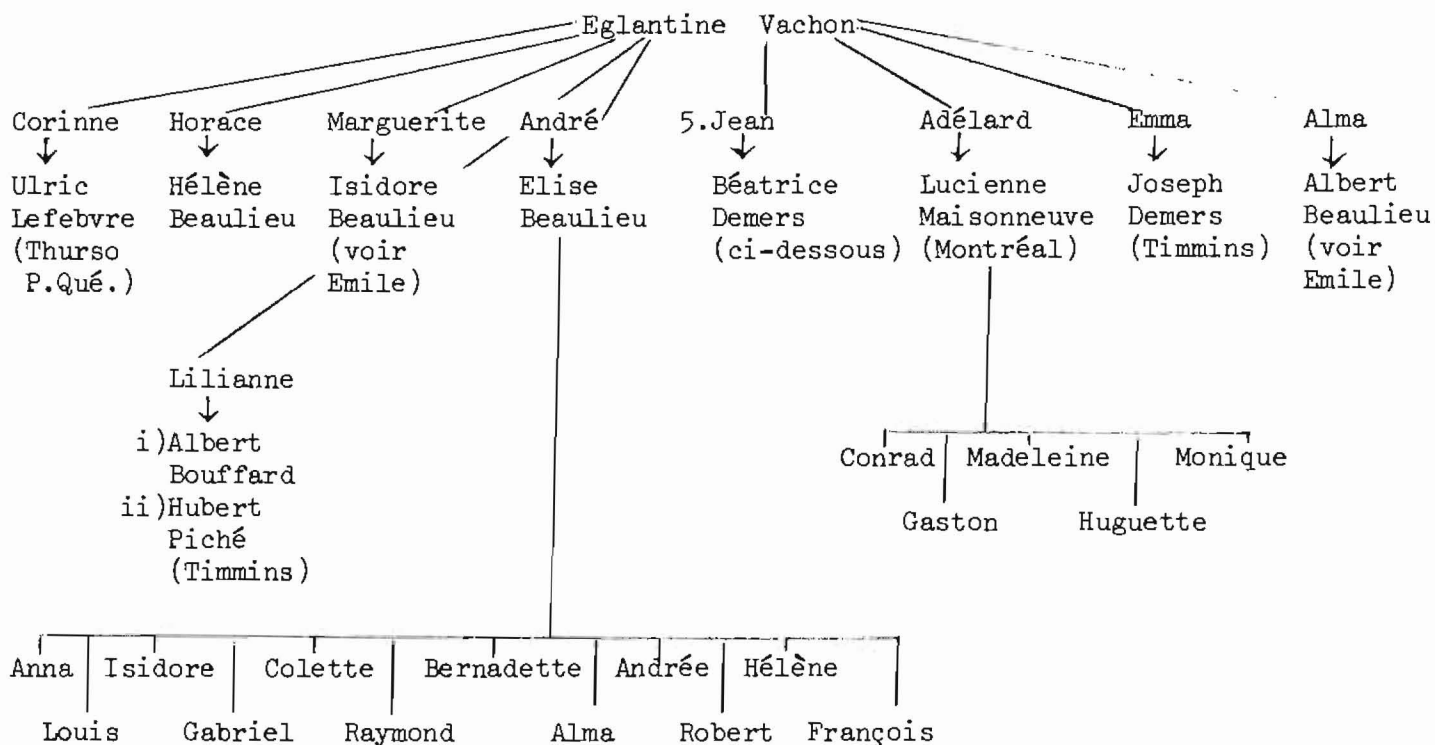 Eglantine Vachon
Corinne Horace Marguerite André 5.Jean Adélard Emma Alma
Ulric Hélène Isidore Elise Béatrice Lucienne Joseph Albert
Lefebvre Beaulieu Beaulieu Beaulieu Demers Maisonneuve Demers Beaulieu
(Thurso (voir (ci-dessous) (Montréal) (Timmins) (voir
P.Qué.) Emile) Emile)
Lilianne
i)Albert
Bouffard
ii)Hubert
Piché
(Timmins)
Conrad Madeleine Monique
Gaston Huguette
Anna Isidore Colette Bernadette Andrée Hélène
Louis Gabriel Raymond Alma Robert François